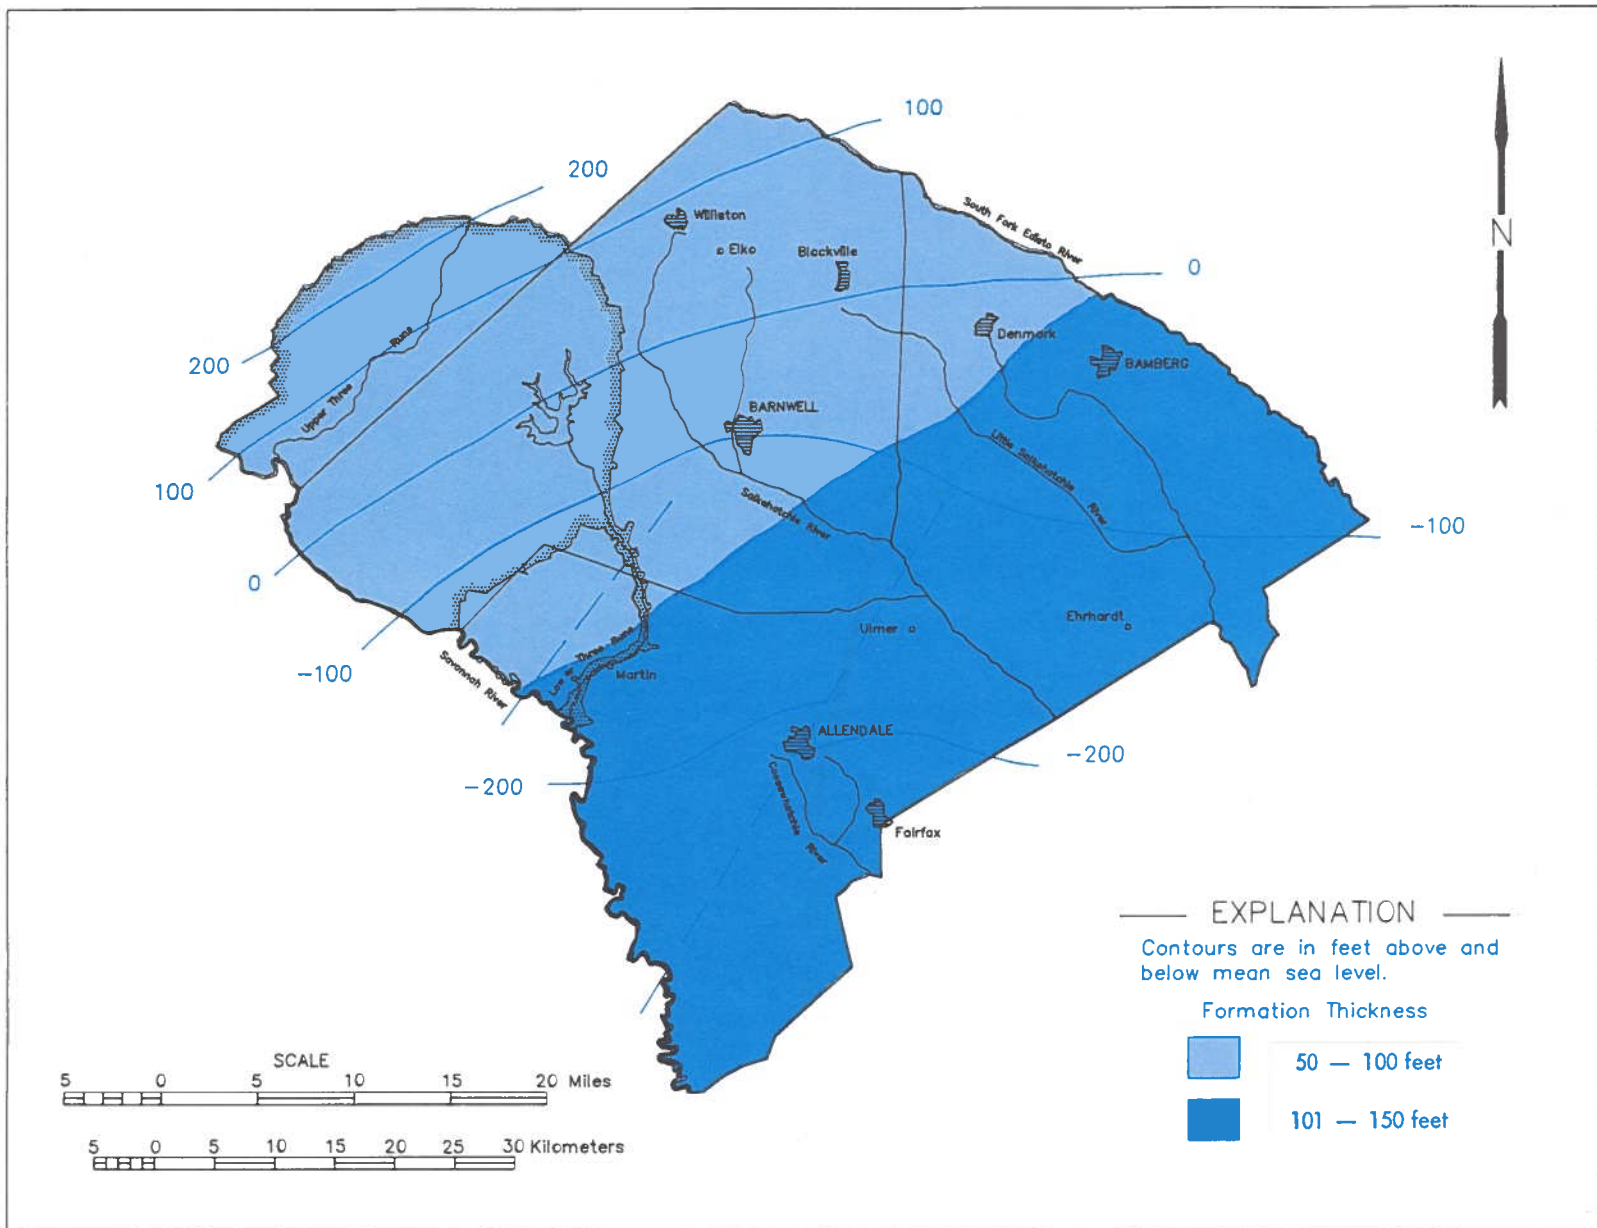 100
200
South Fork Edisto River
N
Williston
Elko
Blackville
0
Denmark
200
Upper Three Runs
BAMBERG
BARNWELL
100
Salkehatchie River
Little Salkehatchie River
-100
0
Ulmer
Ehrhardt
-100
Savannah River
Lower Three Runs
Martin
ALLENDALE
-200
-200
Coosawhatchie River
Fairfax
EXPLANATION
Contours are in feet above and
below mean sea level.
Formation Thickness
50 — 100 feet
101 — 150 feet
SCALE
5 0 5 10 15 20 Miles
5 0 5 10 15 20 25 30 Kilometers